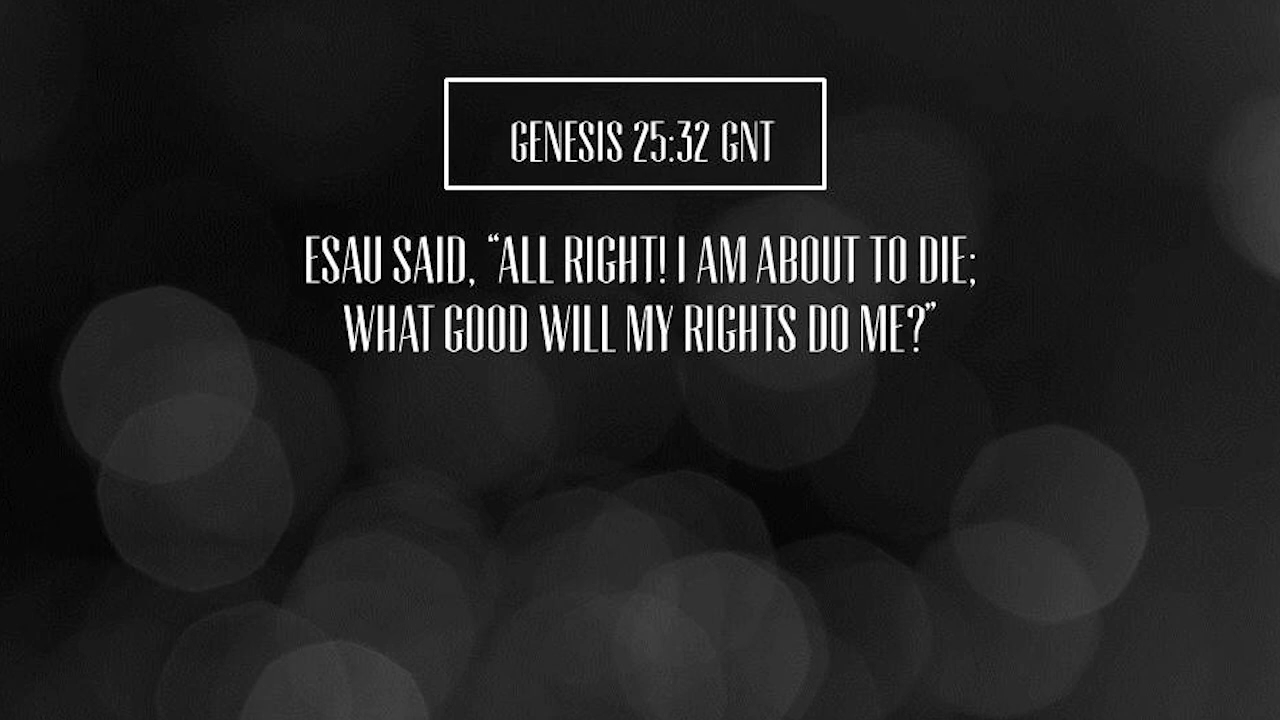 GENESIS 25:32 GNT
ESAU SAID, “ALL RIGHT! I AM ABOUT TO DIE;
WHAT GOOD WILL MY RIGHTS DO ME?”